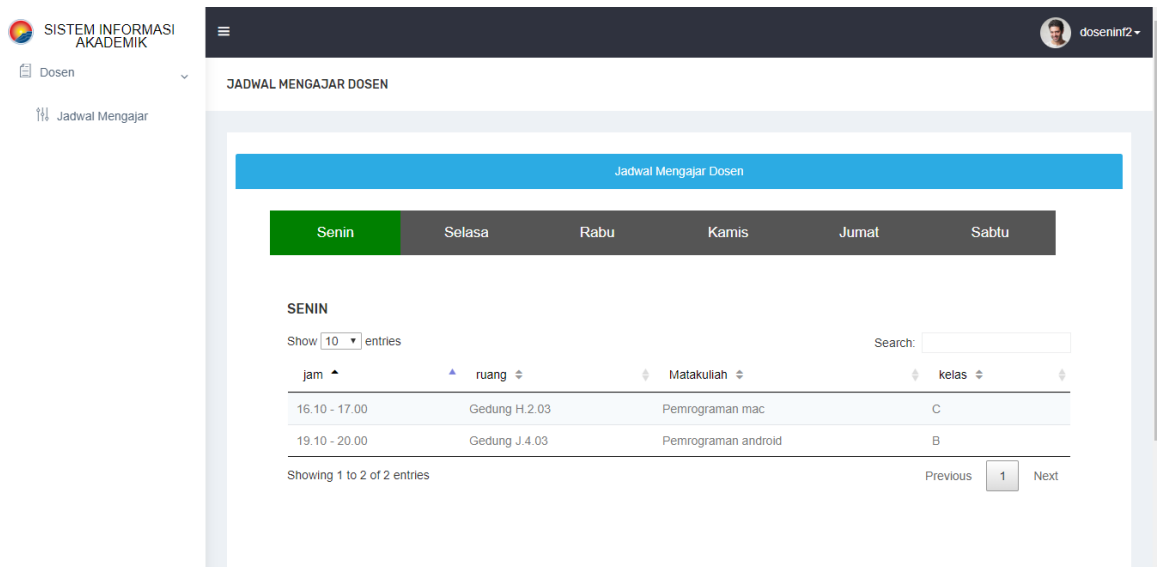 SISTEM INFORMASI
AKADEMIK
doseninf2
Dosen
Jadwal Mengajar
JADWAL MENGAJAR DOSEN
Jadwal Mengajar Dosen
Senin Selasa Rabu Kamis Jumat Sabtu
SENIN
Show 10 entries Search:
jam ruang Matakuliah kelas
16.10 - 17.00 Gedung H.2.03 Pemrograman mac C
19.10 - 20.00 Gedung J.4.03 Pemrograman android B
Showing 1 to 2 of 2 entries Previous 1 Next